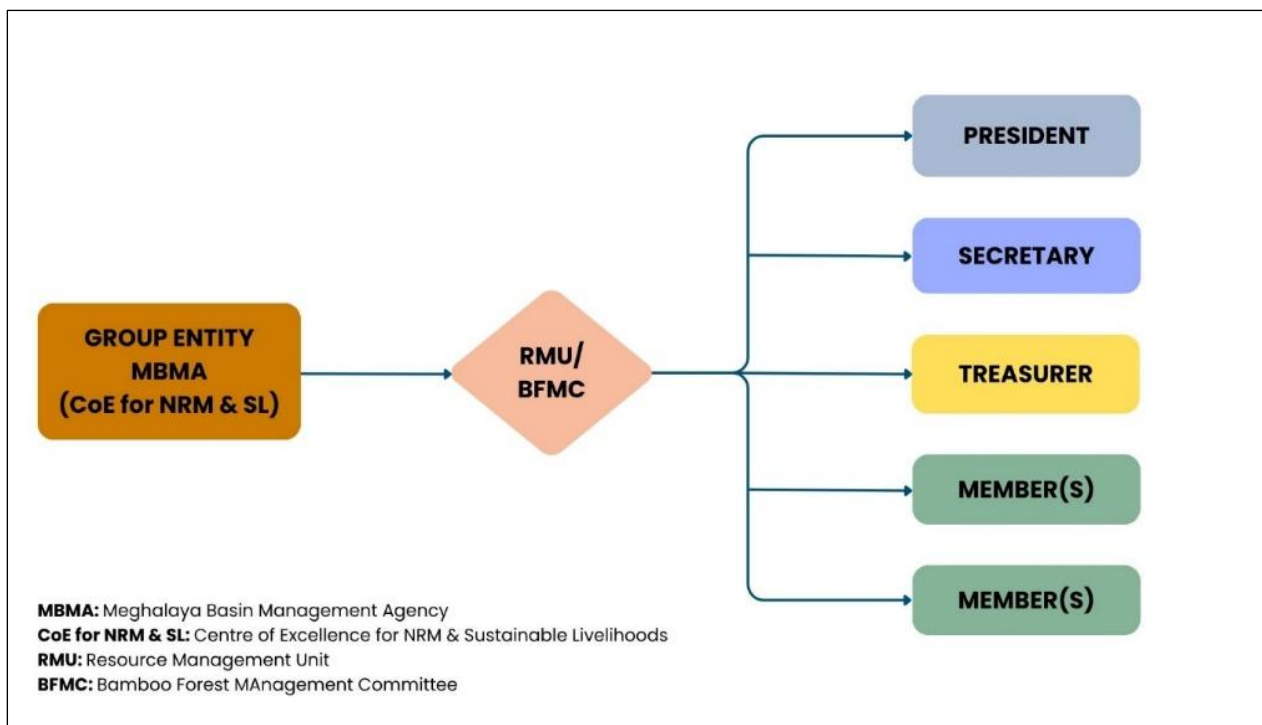 GROUP ENTITY
MBMA
(CoE for NRM & SL)
RMU/
BFMC
PRESIDENT
SECRETARY
TREASURER
MEMBER(S)
MEMBER(S)
MBMA: Meghalaya Basin Management Agency
CoE for NRM & SL: Centre of Excellence for NRM & Sustainable Livelihoods
RMU: Resource Management Unit
BFMC: Bamboo Forest MAnagement Committee